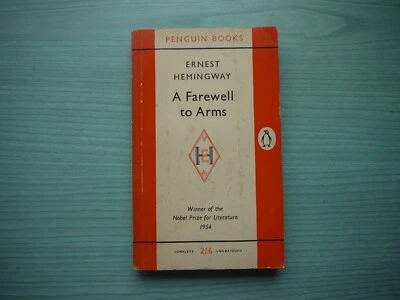 PENGUIN BOOKS
ERNEST
HEMINGWAY
A Farewell
to Arms
H
Winner of the
Nobel Prize for Literature
1954
COMPLETE 2/6 UNABRIDGED